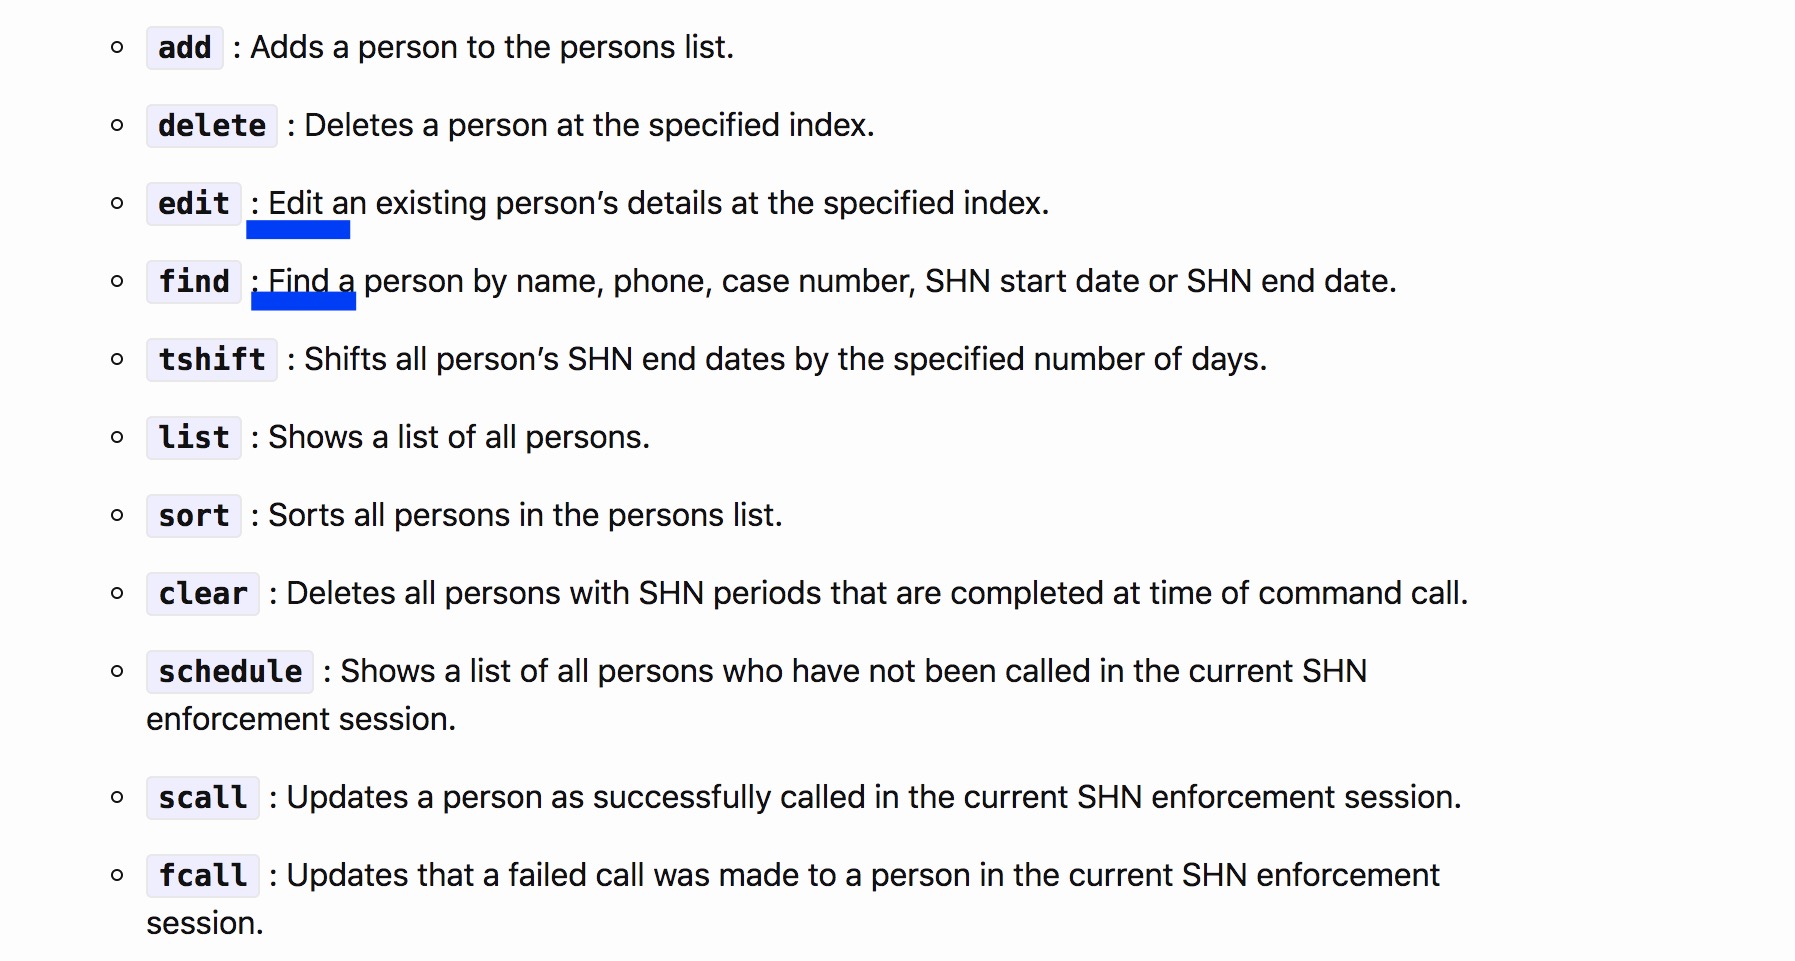 add : Adds a person to the persons list.
delete : Deletes a person at the specified index.
edit : Edit an existing person’s details at the specified index.
find : Find a person by name, phone, case number, SHN start date or SHN end date.
tshift : Shifts all person’s SHN end dates by the specified number of days.
list : Shows a list of all persons.
sort : Sorts all persons in the persons list.
clear : Deletes all persons with SHN periods that are completed at time of command call.
schedule : Shows a list of all persons who have not been called in the current SHN
enforcement session.
scall : Updates a person as successfully called in the current SHN enforcement session.
fcall : Updates that a failed call was made to a person in the current SHN enforcement
session.